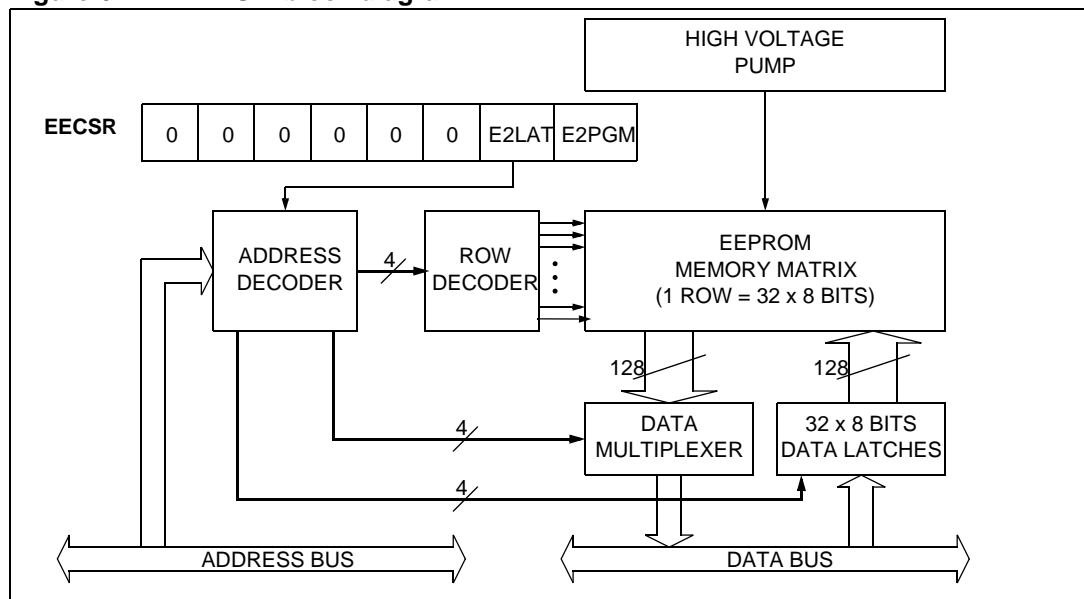 HIGH VOLTAGE
PUMP
EECSR
0 0 0 0 0 0 E2LAT E2PGM
ADDRESS
DECODER
4
ROW
DECODER
EEPROM
MEMORY MATRIX
(1 ROW = 32 x 8 BITS)
128
128
4
DATA
MULTIPLEXER
32 x 8 BITS
DATA LATCHES
4
ADDRESS BUS
DATA BUS